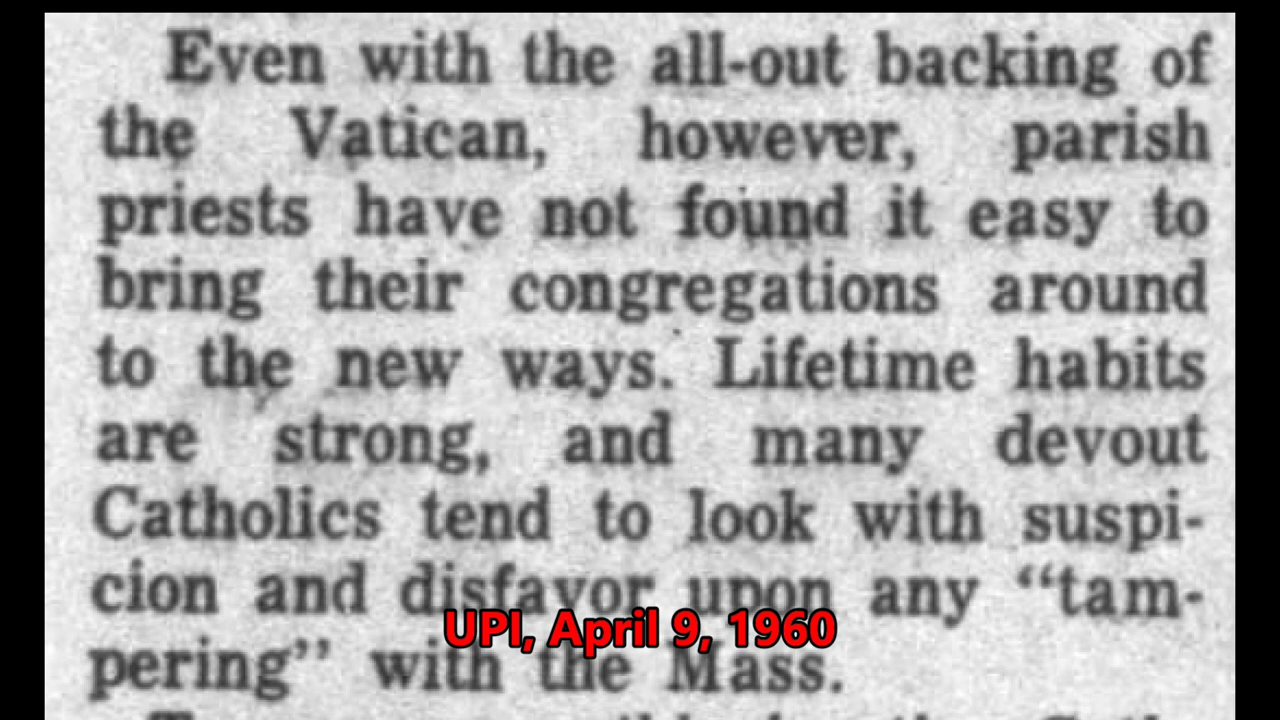 Even with the all-out backing of
the Vatican, however, parish
priests have not found it easy to
bring their congregations around
to the new ways. Lifetime habits
are strong, and many devout
Catholics tend to look with suspi-
cion and disfavor upon any “tam-
pering” with the Mass.
UPI, April 9, 1960